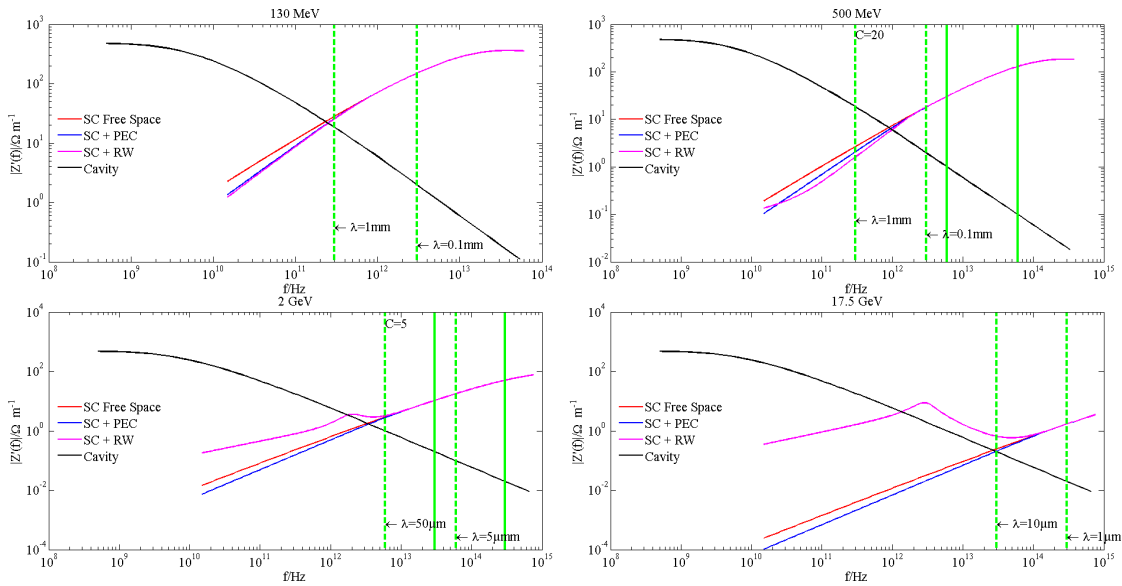 130 MeV
10³
10²
10¹
10⁰
10⁻¹
|Z'(f)|/Ω m⁻¹
SC Free Space
SC + PEC
SC + RW
Cavity
← λ=1mm
← λ=0.1mm
10⁸ 10⁹ 10¹⁰ 10¹¹ 10¹² 10¹³ 10¹⁴
f/Hz
500 MeV
10³
10²
10¹
10⁰
10⁻¹
10⁻²
|Z'(f)|/Ω m⁻¹
C=20
SC Free Space
SC + PEC
SC + RW
Cavity
← λ=1mm
← λ=0.1mm
10⁸ 10⁹ 10¹⁰ 10¹¹ 10¹² 10¹³ 10¹⁴ 10¹⁵
f/Hz
2 GeV
10⁴
10²
10⁰
10⁻²
10⁻⁴
|Z'(f)|/Ω m⁻¹
C=5
SC Free Space
SC + PEC
SC + RW
Cavity
← λ=50μm
← λ=5μmm
10⁸ 10⁹ 10¹⁰ 10¹¹ 10¹² 10¹³ 10¹⁴ 10¹⁵
f/Hz
17.5 GeV
10⁴
10²
10⁰
10⁻²
10⁻⁴
|Z'(f)|/Ω m⁻¹
SC Free Space
SC + PEC
SC + RW
Cavity
← λ=10μm
← λ=1μm
10⁸ 10⁹ 10¹⁰ 10¹¹ 10¹² 10¹³ 10¹⁴ 10¹⁵
f/Hz